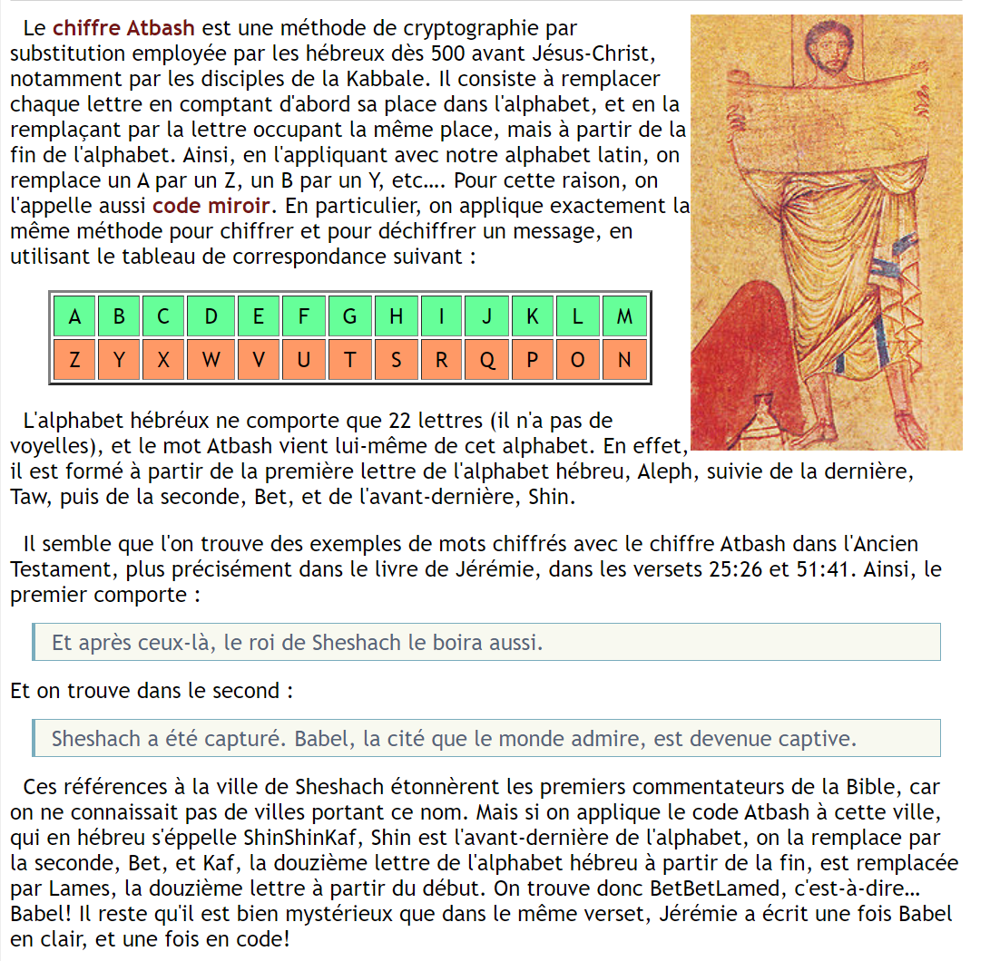 Le chiffre Atbash est une méthode de cryptographie par
substitution employée par les hébreux dès 500 avant Jésus-Christ,
notamment par les disciples de la Kabbale. Il consiste à remplacer
chaque lettre en comptant d'abord sa place dans l'alphabet, et en la
remplaçant par la lettre occupant la même place, mais à partir de la
fin de l'alphabet. Ainsi, en l'appliquant avec notre alphabet latin, on
remplace un A par un Z, un B par un Y, etc.... Pour cette raison, on
l'appelle aussi code miroir. En particulier, on applique exactement la
même méthode pour chiffrer et pour déchiffrer un message, en
utilisant le tableau de correspondance suivant :
A B C D E F G H I J K L M
Z Y X W V U T S R Q P O N
L'alphabet hébréux ne comporte que 22 lettres (il n'a pas de
voyelles), et le mot Atbash vient lui-même de cet alphabet. En effet,
il est formé à partir de la première lettre de l'alphabet hébreu, Aleph, suivie de la dernière,
Taw, puis de la seconde, Bet, et de l'avant-dernière, Shin.
Il semble que l'on trouve des exemples de mots chiffrés avec le chiffre Atbash dans l'Ancien
Testament, plus précisément dans le livre de Jérémie, dans les versets 25:26 et 51:41. Ainsi, le
premier comporte :
Et après ceux-là, le roi de Sheshach le boira aussi.
Et on trouve dans le second :
Sheshach a été capturé. Babel, la cité que le monde admire, est devenue captive.
Ces références à la ville de Sheshach étonnèrent les premiers commentateurs de la Bible, car
on ne connaissait pas de villes portant ce nom. Mais si on applique le code Atbash à cette ville,
qui en hébreu s'éppelle ShinShinKaf, Shin est l'avant-dernière de l'alphabet, on la remplace par
la seconde, Bet, et Kaf, la douzième lettre de l'alphabet hébreu à partir de la fin, est remplacée
par Lames, la douzième lettre à partir du début. On trouve donc BetBetLamed, c'est-à-dire...
Babel! Il reste qu'il est bien mystérieux que dans le même verset, Jérémie a écrit une fois Babel
en clair, et une fois en code!